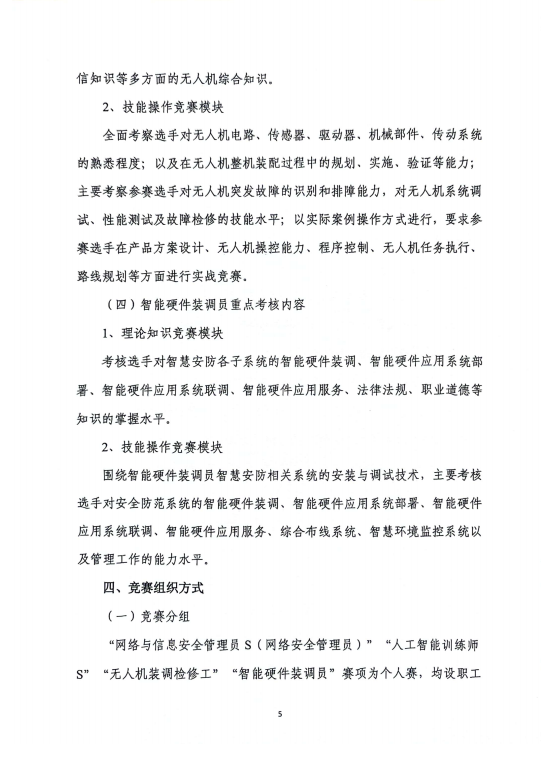 信知识等多方面的无人机综合知识。
2、技能操作竞赛模块
全面考察选手对无人机电路、传感器、驱动器、机械部件、传动系统
的熟悉程度；以及在无人机整机装配过程中的规划、实施、验证等能力；
主要考察参赛选手对无人机突发故障的识别和排障能力，对无人机系统调
试、性能测试及故障检修的技能水平；以实际案例操作方式进行，要求参
赛选手在产品方案设计、无人机操控能力、程序控制、无人机任务执行、
路线规划等方面进行实战竞赛。
（四）智能硬件装调员重点考核内容
1、理论知识竞赛模块
考核选手对智慧安防各子系统的智能硬件装调、智能硬件应用系统部
署、智能硬件应用系统联调、智能硬件应用服务、法律法规、职业道德等
知识的掌握水平。
2、技能操作竞赛模块
围绕智能硬件装调员智慧安防相关系统的安装与调试技术，主要考核
选手对安全防范系统的智能硬件装调、智能硬件应用系统部署、智能硬件
应用系统联调、智能硬件应用服务、综合布线系统、智慧环境监控系统以
及管理工作的能力水平。
四、竞赛组织方式
（一）竞赛分组
“网络与信息安全管理员 S（网络安全管理员）”“人工智能训练师
S”“无人机装调检修工”“智能硬件装调员”赛项为个人赛，均设职工
5